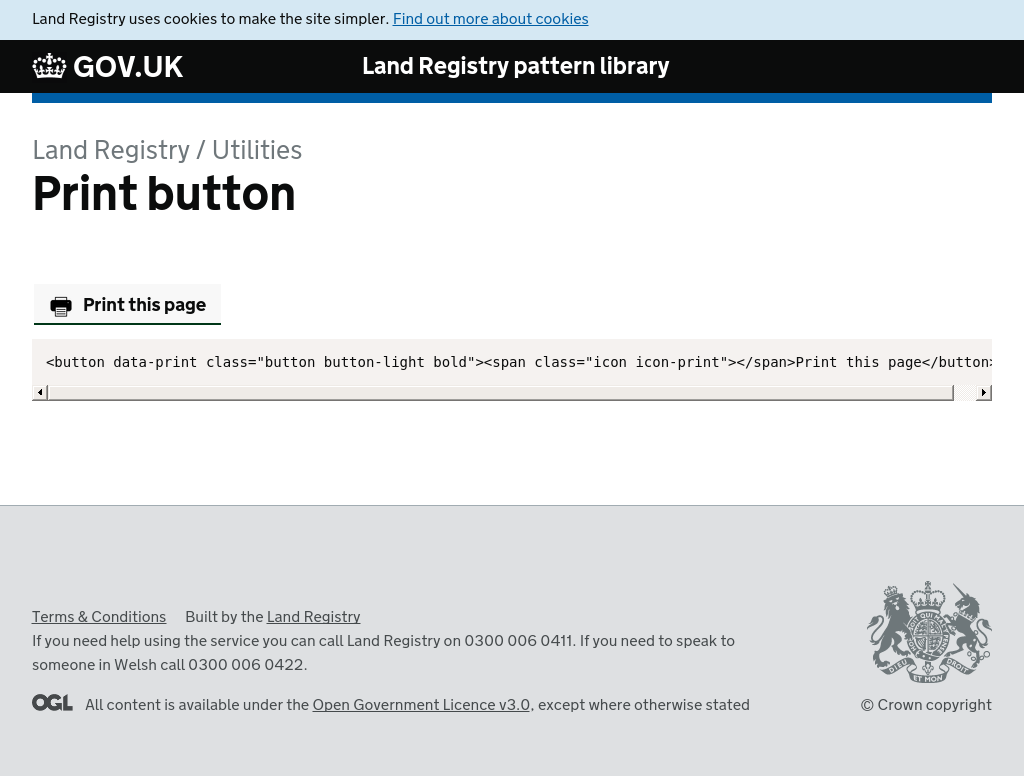 Land Registry uses cookies to make the site simpler. Find out more about cookies
GOV.UK
Land Registry pattern library
Land Registry / Utilities
Print button
Print this page
<button data-print class="button button-light bold"><span class="icon icon-print"></span>Print this page</button>
Terms & Conditions Built by the Land Registry
If you need help using the service you can call Land Registry on 0300 006 0411. If you need to speak to
someone in Welsh call 0300 006 0422.
OGL All content is available under the Open Government Licence v3.0, except where otherwise stated
DIEU ET MON DROIT
© Crown copyright